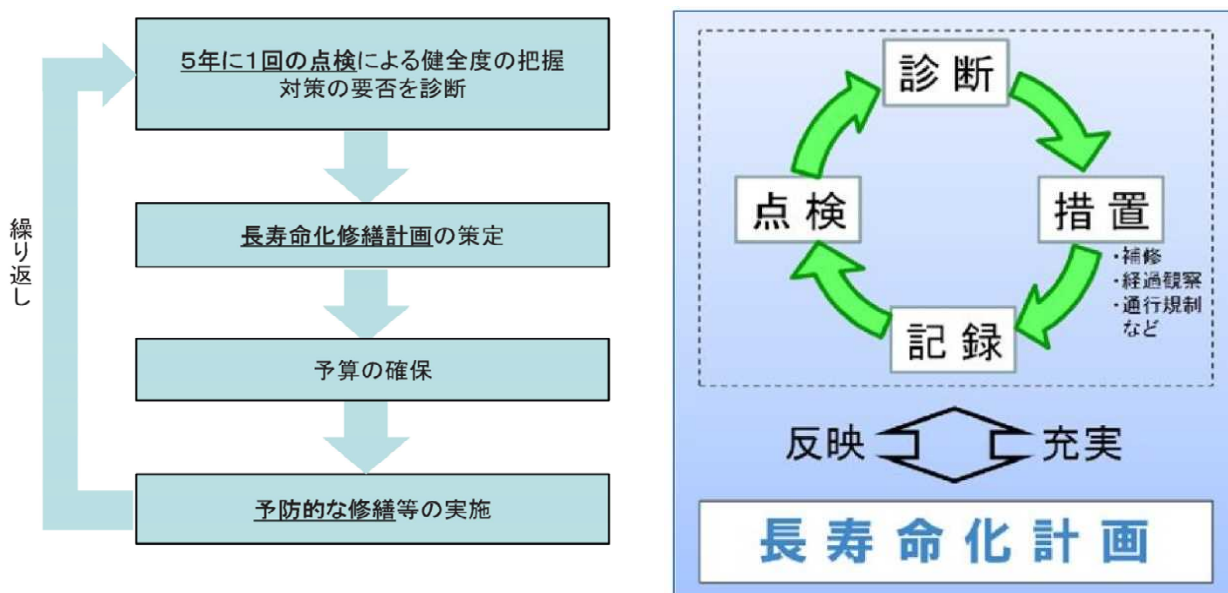 5年に1回の点検による健全度の把握
対策の要否を診断
長寿命化修繕計画の策定
予算の確保
予防的な修繕等の実施
繰り返し
診断
点検
措置
・補修
・経過観察
・通行規制
など
記録
反映
充実
長寿命化計画